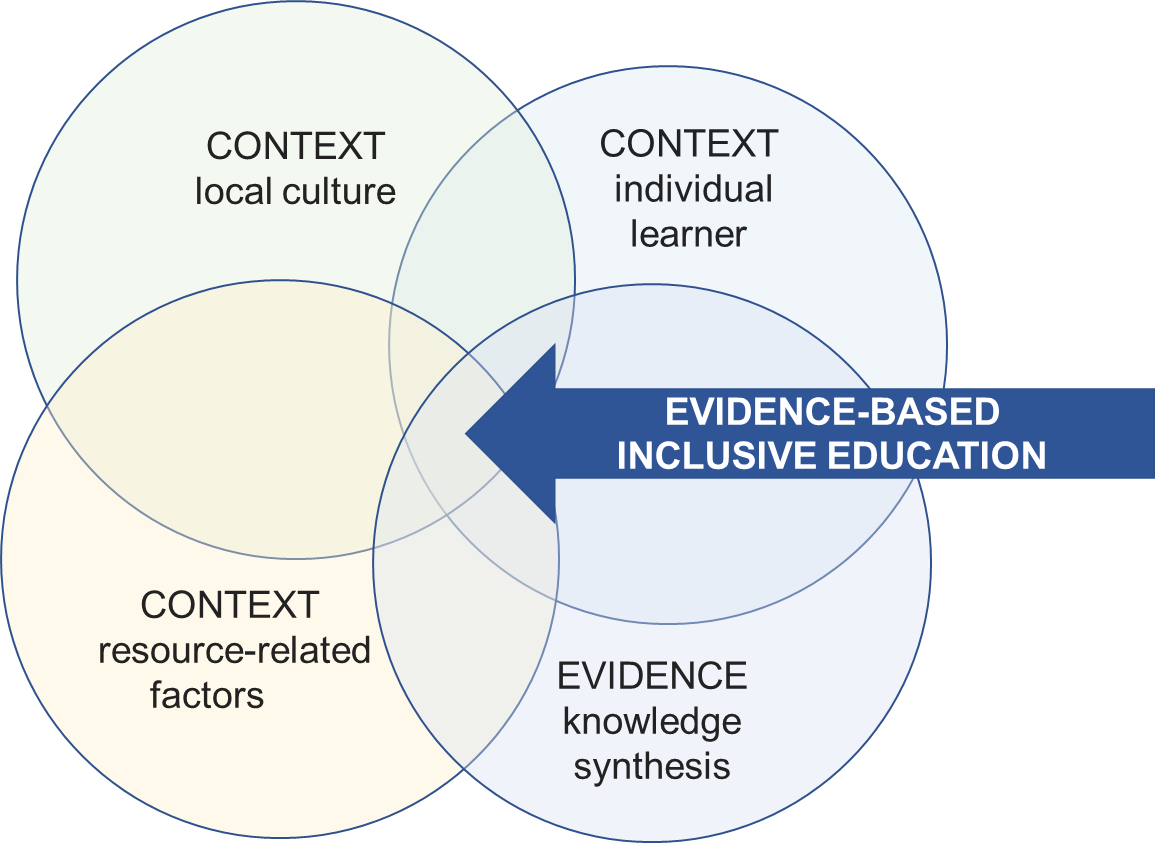 CONTEXT
local culture
CONTEXT
individual
learner
EVIDENCE-BASED
INCLUSIVE EDUCATION
CONTEXT
resource-related
factors
EVIDENCE
knowledge
synthesis